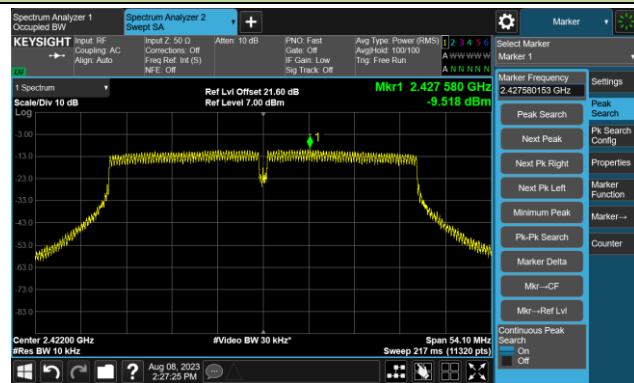 Spectrum Analyzer 1
Occupied BW
Spectrum Analyzer 2
Swept SA
+
Marker
KEYSIGHT
Input: RF
Coupling: AC
Align: Auto
Input Z: 50 Ω
Corrections: Off
Freq Ref: Int (S)
NFE: Off
Atten: 10 dB
PNO: Fast
Gate: Off
IF Gain: Low
Sig Track: Off
Avg Type: Power (RMS)
Avg|Hold: 100/100
Trig: Free Run
1 2 3 4 5 6
A W W W W W
A N N N N N
Select Marker
Marker 1
1 Spectrum
Scale/Div 10 dB
Log
Ref Lvl Offset 21.60 dB
Ref Level 7.00 dBm
Mkr1 2.427 580 GHz
-9.518 dBm
1
-3.00
-13.0
-23.0
-33.0
-43.0
-53.0
-63.0
-73.0
-83.0
Center 2.42200 GHz
#Res BW 10 kHz
#Video BW 30 kHz*
Span 54.10 MHz
Sweep 217 ms (11320 pts)
Marker Frequency
2.427580153 GHz
Peak Search
Next Peak
Next Pk Right
Next Pk Left
Minimum Peak
Pk-Pk Search
Marker Delta
Mkr→CF
Mkr→Ref Lvl
Continuous Peak
Search
On
Off
Settings
Peak
Search
Pk Search
Config
Properties
Marker
Function
Marker→
Counter
?
Aug 08, 2023
2:27:25 PM